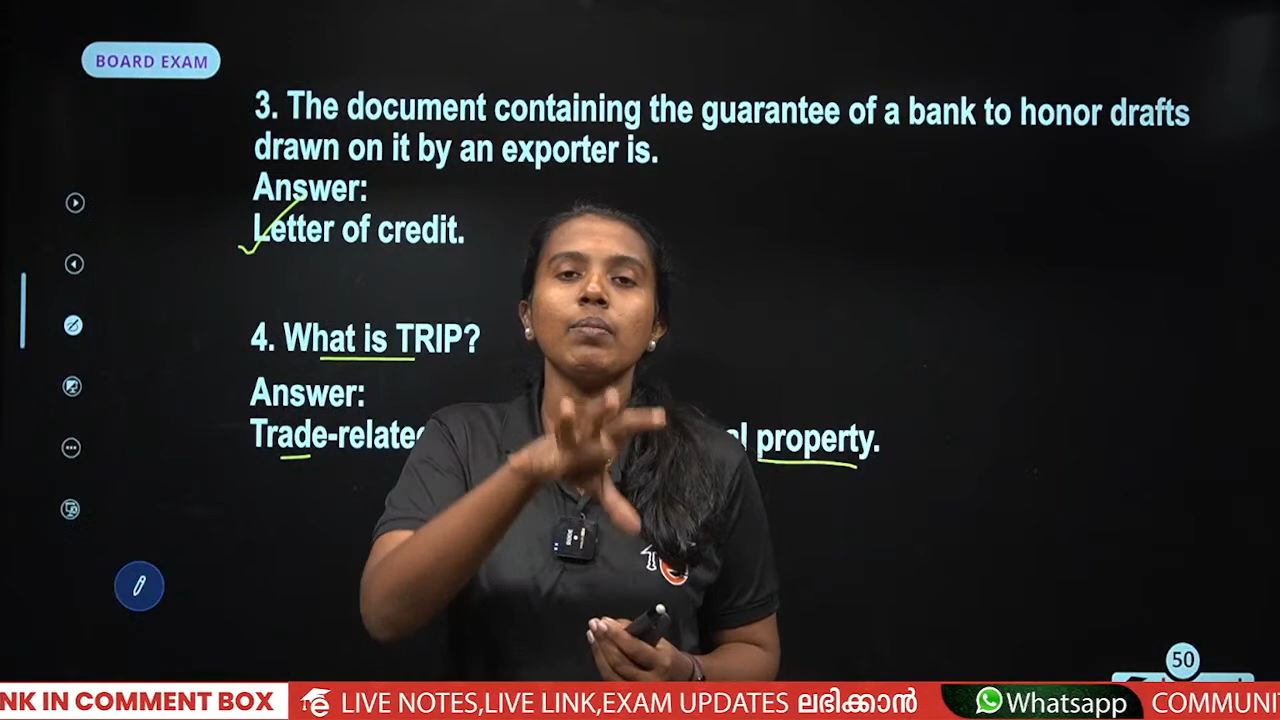 BOARD EXAM
3. The document containing the guarantee of a bank to honor drafts
drawn on it by an exporter is.
Answer:
Letter of credit.
4. What is TRIP?
Answer:
Trade-related property.
50
NK IN COMMENT BOX LIVE NOTES,LIVE LINK,EXAM UPDATES ലഭിക്കാൻ Whatsapp COMMUNI